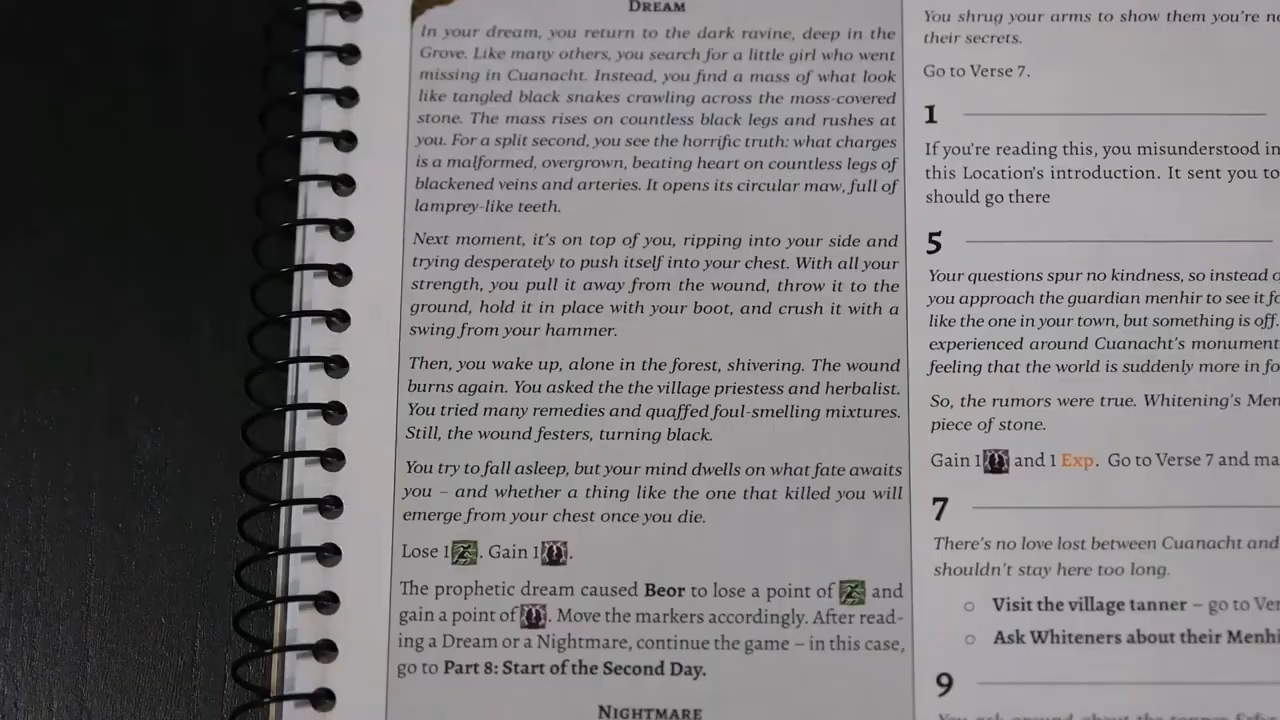 DREAM
In your dream, you return to the dark ravine, deep in the
Grove. Like many others, you search for a little girl who went
missing in Cuanacht. Instead, you find a mass of what look
like tangled black snakes crawling across the moss-covered
stone. The mass rises on countless black legs and rushes at
you. For a split second, you see the horrific truth: what charges
is a malformed, overgrown, beating heart on countless legs of
blackened veins and arteries. It opens its circular maw, full of
lamprey-like teeth.
Next moment, it's on top of you, ripping into your side and
trying desperately to push itself into your chest. With all your
strength, you pull it away from the wound, throw it to the
ground, hold it in place with your boot, and crush it with a
swing from your hammer.
Then, you wake up, alone in the forest, shivering. The wound
burns again. You asked the the village priestess and herbalist.
You tried many remedies and quaffed foul-smelling mixtures.
Still, the wound festers, turning black.
You try to fall asleep, but your mind dwells on what fate awaits
you – and whether a thing like the one that killed you will
emerge from your chest once you die.
Lose 1 . Gain 1 .
The prophetic dream caused Beor to lose a point of and
gain a point of . Move the markers accordingly. After read-
ing a Dream or a Nightmare, continue the game – in this case,
go to Part 8: Start of the Second Day.
NIGHTMARE
You shrug your arms to show them you're
their secrets.
Go to Verse 7.
1
If you're reading this, you misunderstood
this Location's introduction. It sent you to
should go there
5
Your questions spur no kindness, so instead
you approach the guardian menhir to see it
like the one in your town, but something is off.
experienced around Cuanacht's monument
feeling that the world is suddenly more in
So, the rumors were true. Whitening's
piece of stone.
Gain 1 and 1 Exp. Go to Verse 7 and
7
There's no love lost between Cuanacht and
shouldn't stay here too long.
○ Visit the village tanner – go to
○ Ask Whiteners about their
9